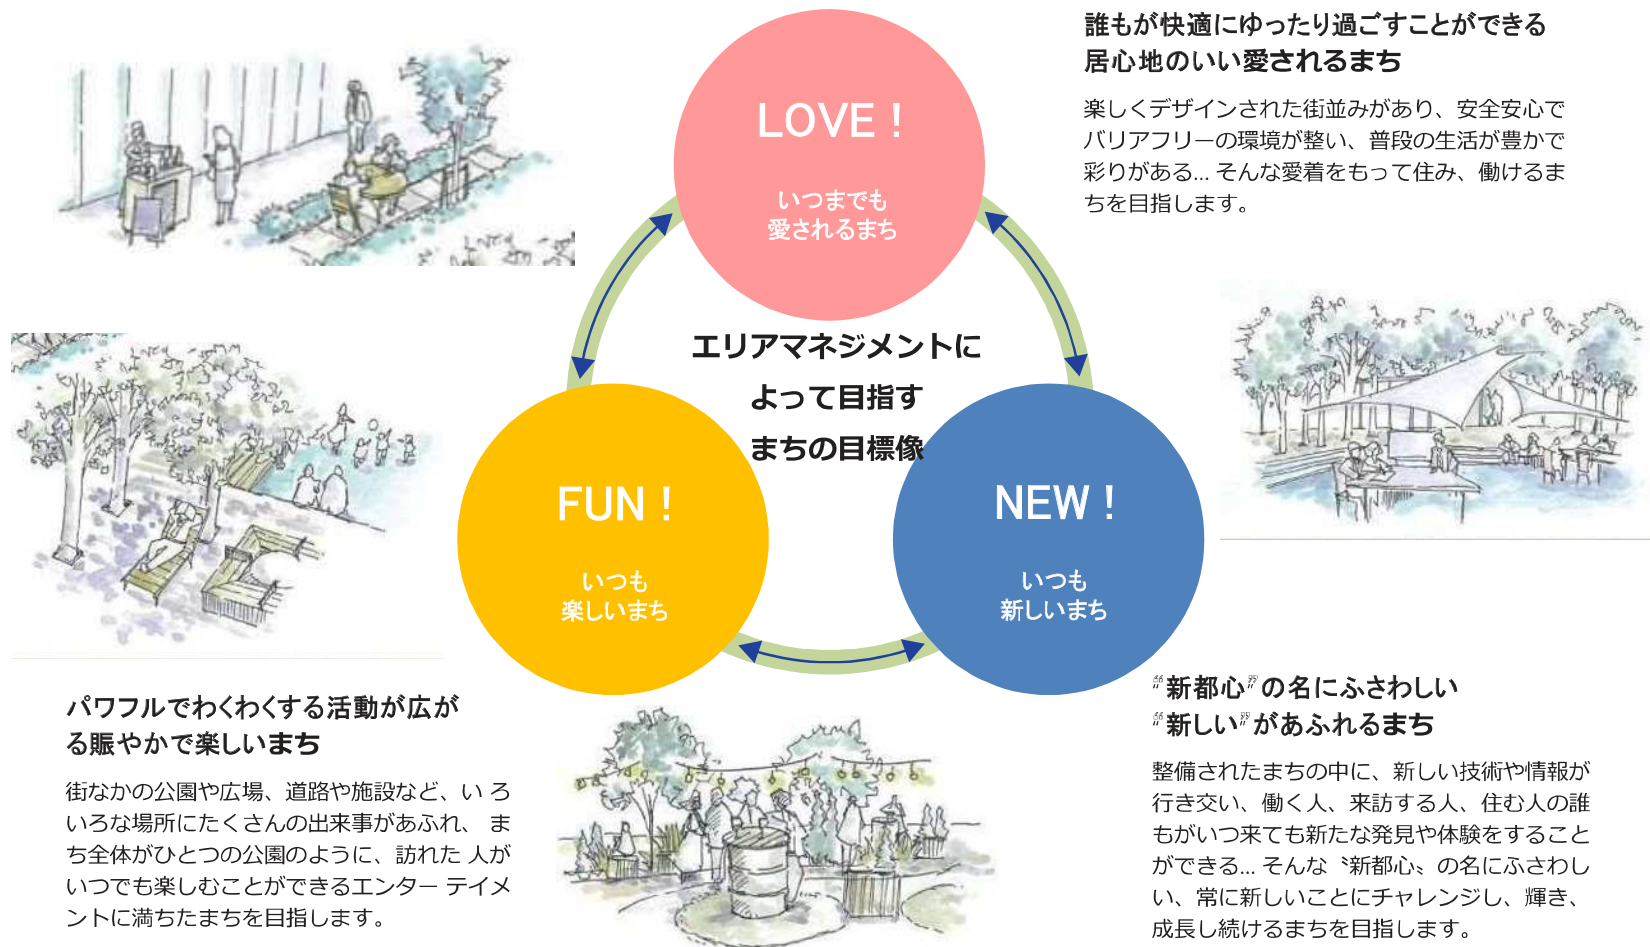 誰もが快適にゆったり過ごすことができる
居心地のいい愛されるまち
楽しくデザインされた街並みがあり、安全安心で
バリアフリーの環境が整い、普段の生活が豊かで
彩りがある... そんな愛着をもって住み、働けるま
ちを目指します。
LOVE！
いつまでも
愛されるまち
エリアマネジメントに
よって目指す
まちの目標像
FUN！
いつも
楽しいまち
NEW！
いつも
新しいまち
パワフルでわくわくする活動が広が
る賑やかで楽しいまち
街なかの公園や広場、道路や施設など、い ろ
いろな場所にたくさんの出来事があふれ、 ま
ち全体がひとつの公園のように、訪れた 人が
いつでも楽しむことができるエンター テイメ
ントに満ちたまちを目指します。
“新都心”の名にふさわしい
“新しい”があふれるまち
整備されたまちの中に、新しい技術や情報が
行き交い、働く人、来訪する人、住む人の誰
もがいつ来ても新たな発見や体験をすること
ができる... そんな〝新都心〟の名にふさわし
い、常に新しいことにチャレンジし、輝き、
成長し続けるまちを目指します。